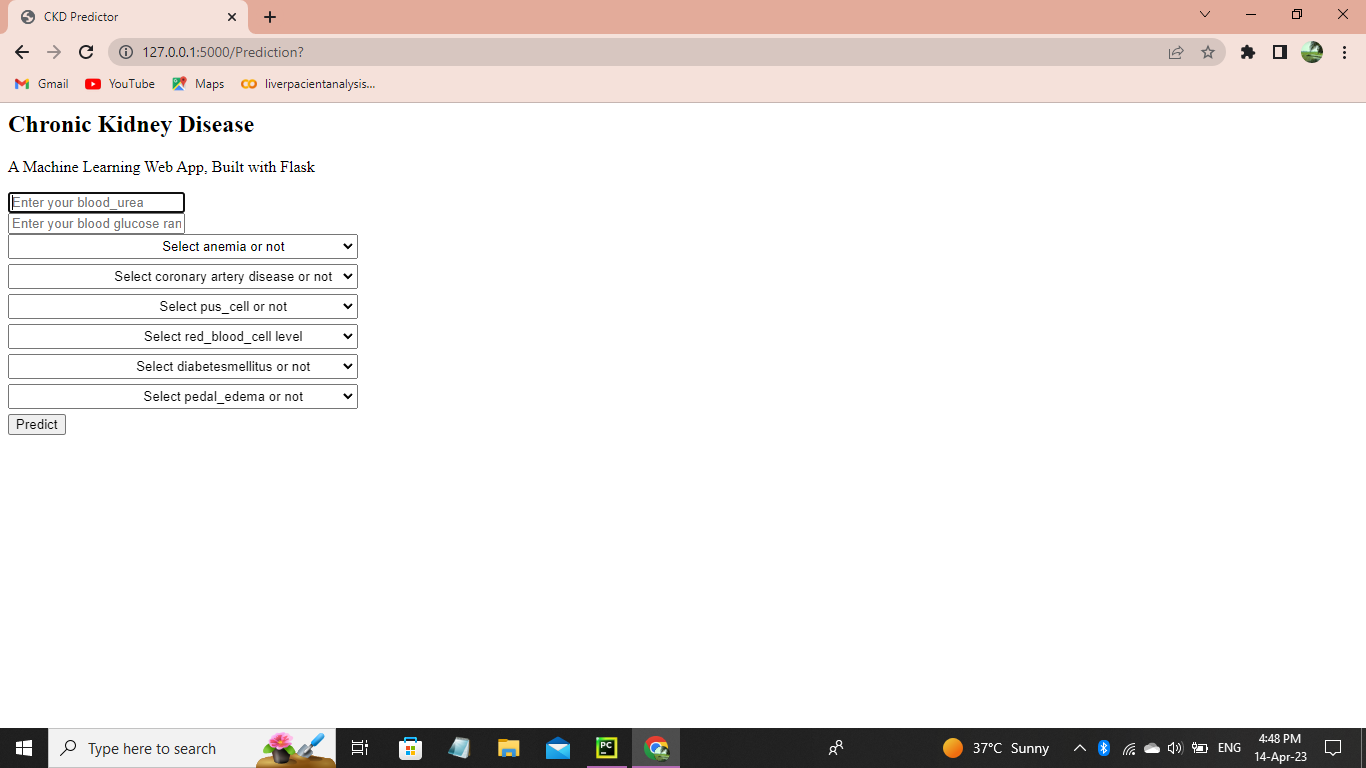 CKD Predictor
127.0.0.1:5000/Prediction?
Gmail YouTube Maps liverpacientanalysis...
Chronic Kidney Disease
A Machine Learning Web App, Built with Flask
Enter your blood_urea
Enter your blood glucose ran
Select anemia or not
Select coronary artery disease or not
Select pus_cell or not
Select red_blood_cell level
Select diabetesmellitus or not
Select pedal_edema or not
Predict
Type here to search
PC
37°C Sunny
ENG
4:48 PM
14-Apr-23